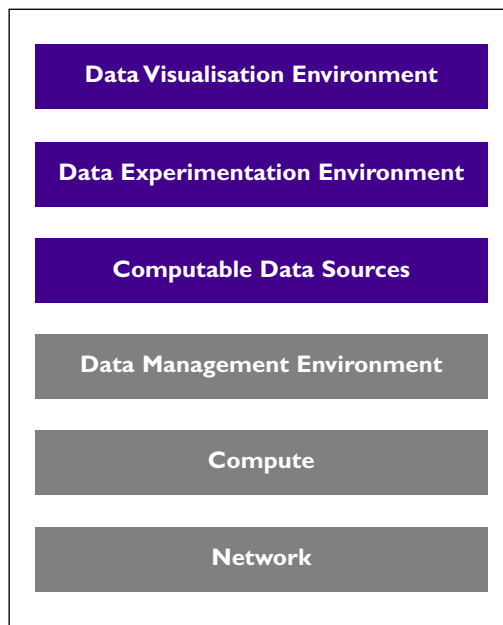 Data Visualisation Environment
Data Experimentation Environment
Computable Data Sources
Data Management Environment
Compute
Network